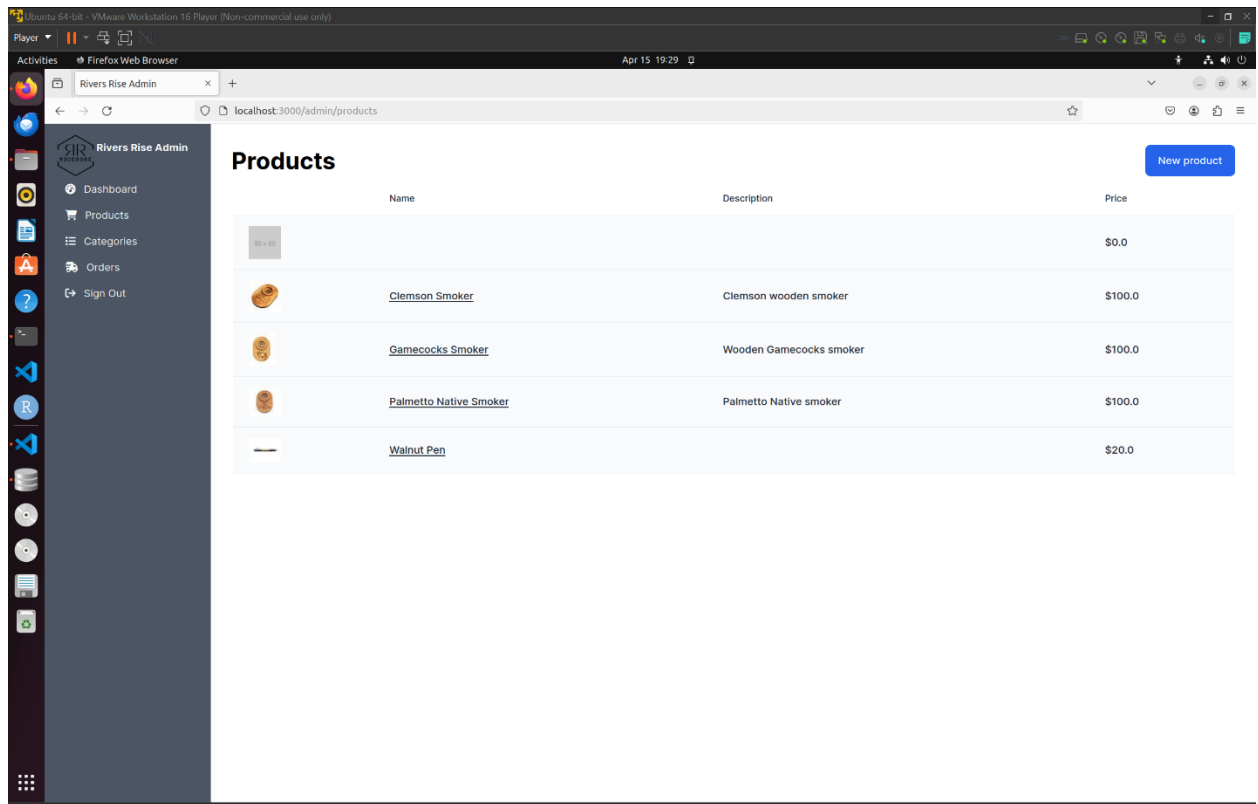 Ubuntu 64-bit - VMware Workstation 16 Player (Non-commercial use only)
Player
Activities Firefox Web Browser Apr 15 19:29
Rivers Rise Admin
localhost:3000/admin/products
Rivers Rise Admin
Dashboard
Products
Categories
Orders
Sign Out
Products
New product
Name Description Price
80 x 80 $0.0
Clemson Smoker Clemson wooden smoker $100.0
Gamecocks Smoker Wooden Gamecocks smoker $100.0
Palmetto Native Smoker Palmetto Native smoker $100.0
Walnut Pen $20.0